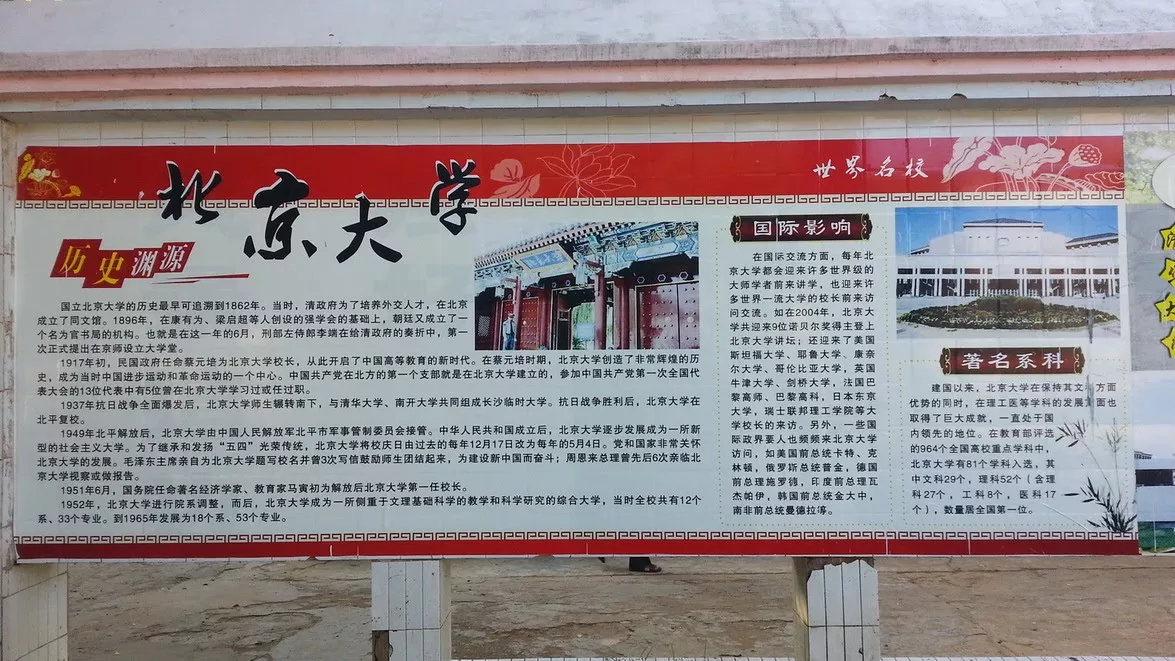 北京大学
世界名校
历史渊源
国立北京大学的历史最早可追溯到1862年。当时，清政府为了培养外交人才，在北京
成立了同文馆。1896年，在康有为、梁启超等人创设的强学会的基础上，朝廷又成立了一
个名为官书局的机构。也就是在这一年的6月，刑部左侍郎李端在给清政府的奏折中，第一
次正式提出在京师设立大学堂。
1917年初，民国政府任命蔡元培为北京大学校长，从此开启了中国高等教育的新时代。在蔡元培时期，北京大学创造了非常辉煌的历
史，成为当时中国进步运动和革命运动的一个中心。中国共产党在北方的第一个支部就是在北京大学建立的，参加中国共产党第一次全国代
表大会的13位代表中有5位曾在北京大学学习过或任过职。
1937年抗日战争全面爆发后，北京大学师生辗转南下，与清华大学、南开大学共同组成长沙临时大学。抗日战争胜利后，北京大学在
北平复校。
1949年北平解放后，北京大学由中国人民解放军北平市军事管制委员会接管。中华人民共和国成立后，北京大学逐步发展成为一所新
型的社会主义大学。为了继承和发扬“五四”光荣传统，北京大学将校庆日由过去的每年12月17日改为每年的5月4日。党和国家非常关怀
北京大学的发展。毛泽东主席亲自为北京大学题写校名并曾3次写信鼓励师生团结起来，为建设新中国而奋斗；周恩来总理曾先后6次亲临北
京大学视察或做报告。
1951年6月，国务院任命著名经济学家、教育家马寅初为解放后北京大学第一任校长。
1952年，北京大学进行院系调整，而后，北京大学成为一所侧重于文理基础科学的教学和科学研究的综合大学，当时全校共有12个
系、33个专业。到1965年发展为18个系、53个专业。
国际影响
在国际交流方面，每年北
京大学都会迎来许多世界级的
大师学者前来讲学，也迎来许
多世界一流大学的校长前来访
问交流。如在2004年，北京大
学共迎来9位诺贝尔奖得主登上
北京大学讲坛；还迎来了美国
斯坦福大学、耶鲁大学、康奈
尔大学、哥伦比亚大学，英国
牛津大学、剑桥大学，法国巴
黎高师、巴黎高科，日本东京
大学，瑞士联邦理工学院等大
学校长的来访。另外，一些国
际政界要人也频频来北京大学
访问，如美国前总统卡特、克
林顿，俄罗斯总统普金，德国
前总理施罗德，印度前总理瓦
杰帕伊，韩国前总统金大中，
南非前总统曼德拉等。
著名系科
建国以来，北京大学在保持其文 方面
优势的同时，在理工医等学科的发展方面也
取得了巨大成就，一直处于国
内领先的地位。在教育部评选
的964个全国高校重点学科中，
北京大学有81个学科入选，其
中文科29个，理科52个（含理
科27个，工科8个，医科17
个），数量居全国第一位。